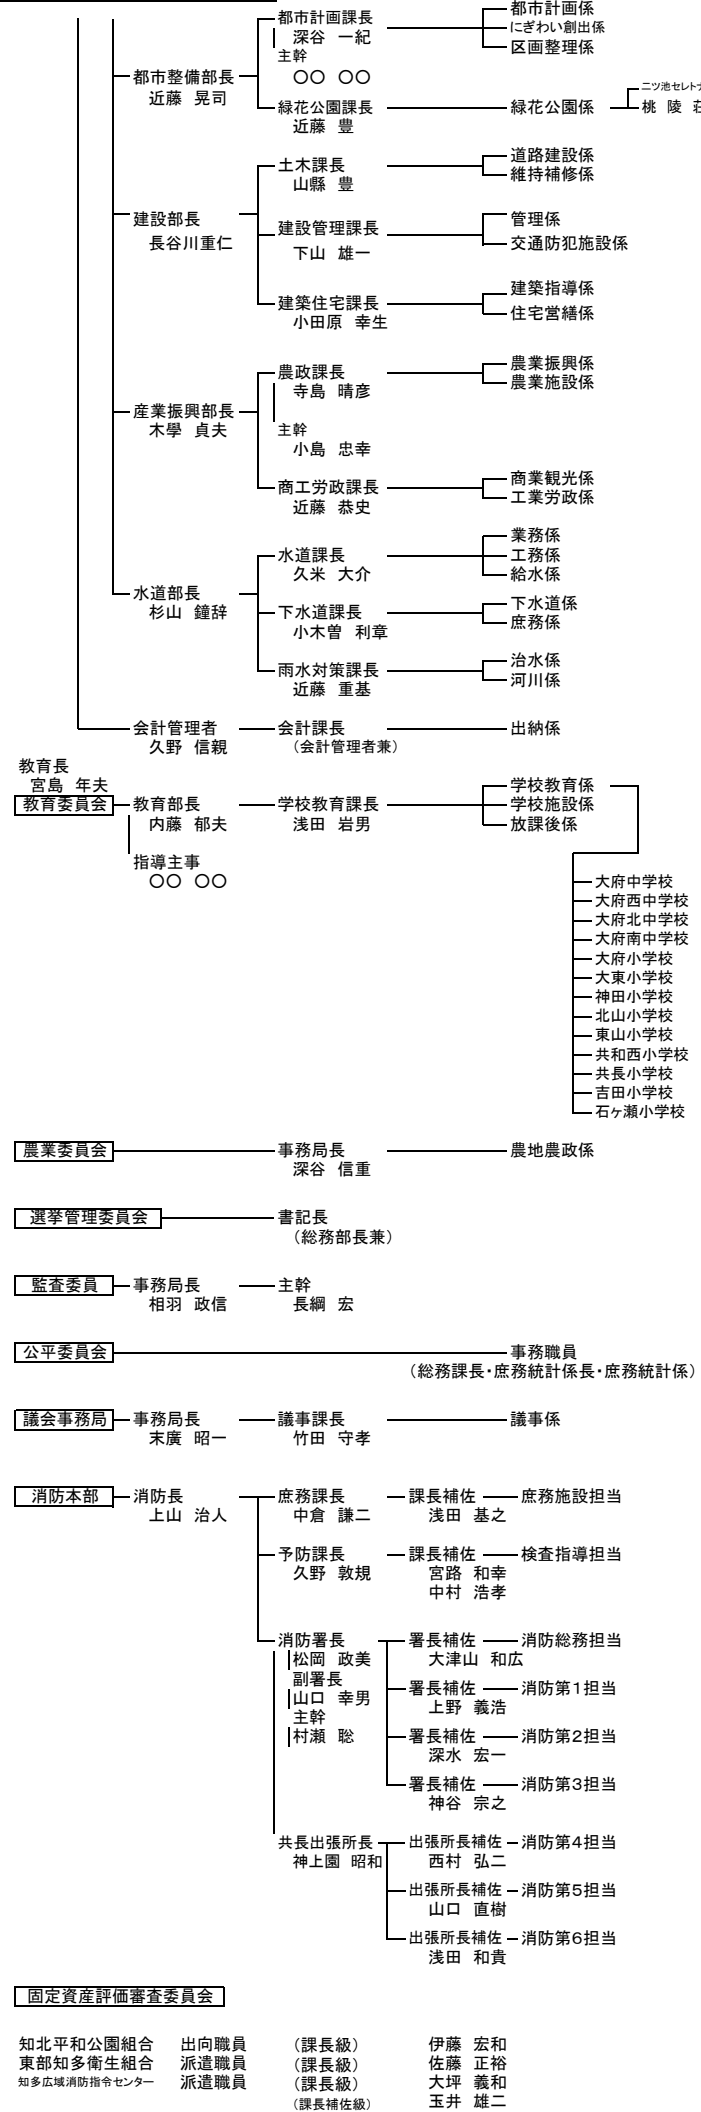 都市計画課長 都市計画係
深谷 一紀 にぎわい創出係
主幹 区画整理係
都市整備部長 〇〇 〇〇
近藤 晃司
緑花公園課長 緑花公園係 二ツ池セレトナ
近藤 豊 桃 陵 荘
土木課長 道路建設係
山縣 豊 維持補修係
建設部長 建設管理課長 管理係
長谷川重仁 下山 雄一 交通防犯施設係
建築住宅課長 建築指導係
小田原 幸生 住宅営繕係
農政課長 農業振興係
寺島 晴彦 農業施設係
産業振興部長 主幹
木學 貞夫 小島 忠幸
商工労政課長 商業観光係
近藤 恭史 工業労政係
水道課長 業務係
久米 大介 工務係
給水係
水道部長 下水道課長 下水道係
杉山 鐘辞 小木曽 利章 庶務係
雨水対策課長 治水係
近藤 重基 河川係
会計管理者 会計課長 出納係
久野 信親 （会計管理者兼）
教育長
宮島 年夫 学校教育係
教育委員会 教育部長 学校教育課長 学校施設係
内藤 郁夫 浅田 岩男 放課後係
指導主事
〇〇 〇〇
大府中学校
大府西中学校
大府北中学校
大府南中学校
大府小学校
大東小学校
神田小学校
北山小学校
東山小学校
共和西小学校
共長小学校
吉田小学校
石ヶ瀬小学校
農業委員会 事務局長 農地農政係
深谷 信重
選挙管理委員会 書記長
（総務部長兼）
監査委員 事務局長 主幹
相羽 政信 長綱 宏
公平委員会 事務職員
（総務課長・庶務統計係長・庶務統計係）
議会事務局 事務局長 議事課長 議事係
末廣 昭一 竹田 守孝
消防本部 消防長 庶務課長 課長補佐 庶務施設担当
上山 治人 中倉 謙二 浅田 基之
予防課長 課長補佐 検査指導担当
久野 敦規 宮路 和幸
中村 浩孝
消防署長 署長補佐 消防総務担当
松岡 政美 大津山 和広
副署長 署長補佐 消防第１担当
山口 幸男 上野 義浩
主幹 署長補佐 消防第２担当
村瀬 聡 深水 宏一
署長補佐 消防第３担当
神谷 宗之
共長出張所長 出張所長補佐 消防第４担当
神上園 昭和 西村 弘二
出張所長補佐 消防第５担当
山口 直樹
出張所長補佐 消防第６担当
浅田 和貴
固定資産評価審査委員会
知北平和公園組合 出向職員 （課長級） 伊藤 宏和
東部知多衛生組合 派遣職員 （課長級） 佐藤 正裕
知多広域消防指令センター 派遣職員 （課長級） 大坪 義和
（課長補佐級） 玉井 雄二